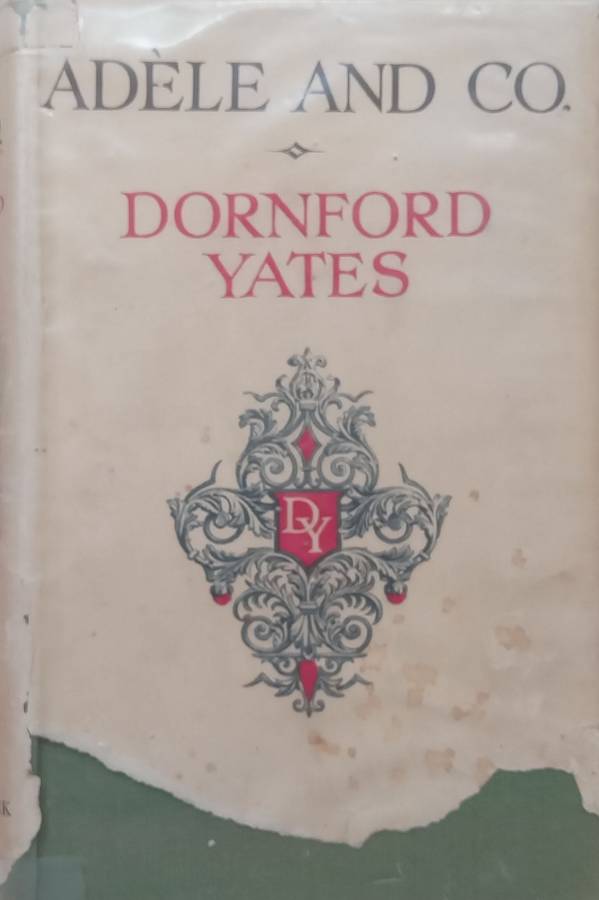 ADÈLE AND CO.
DORNFORD
YATES
DY